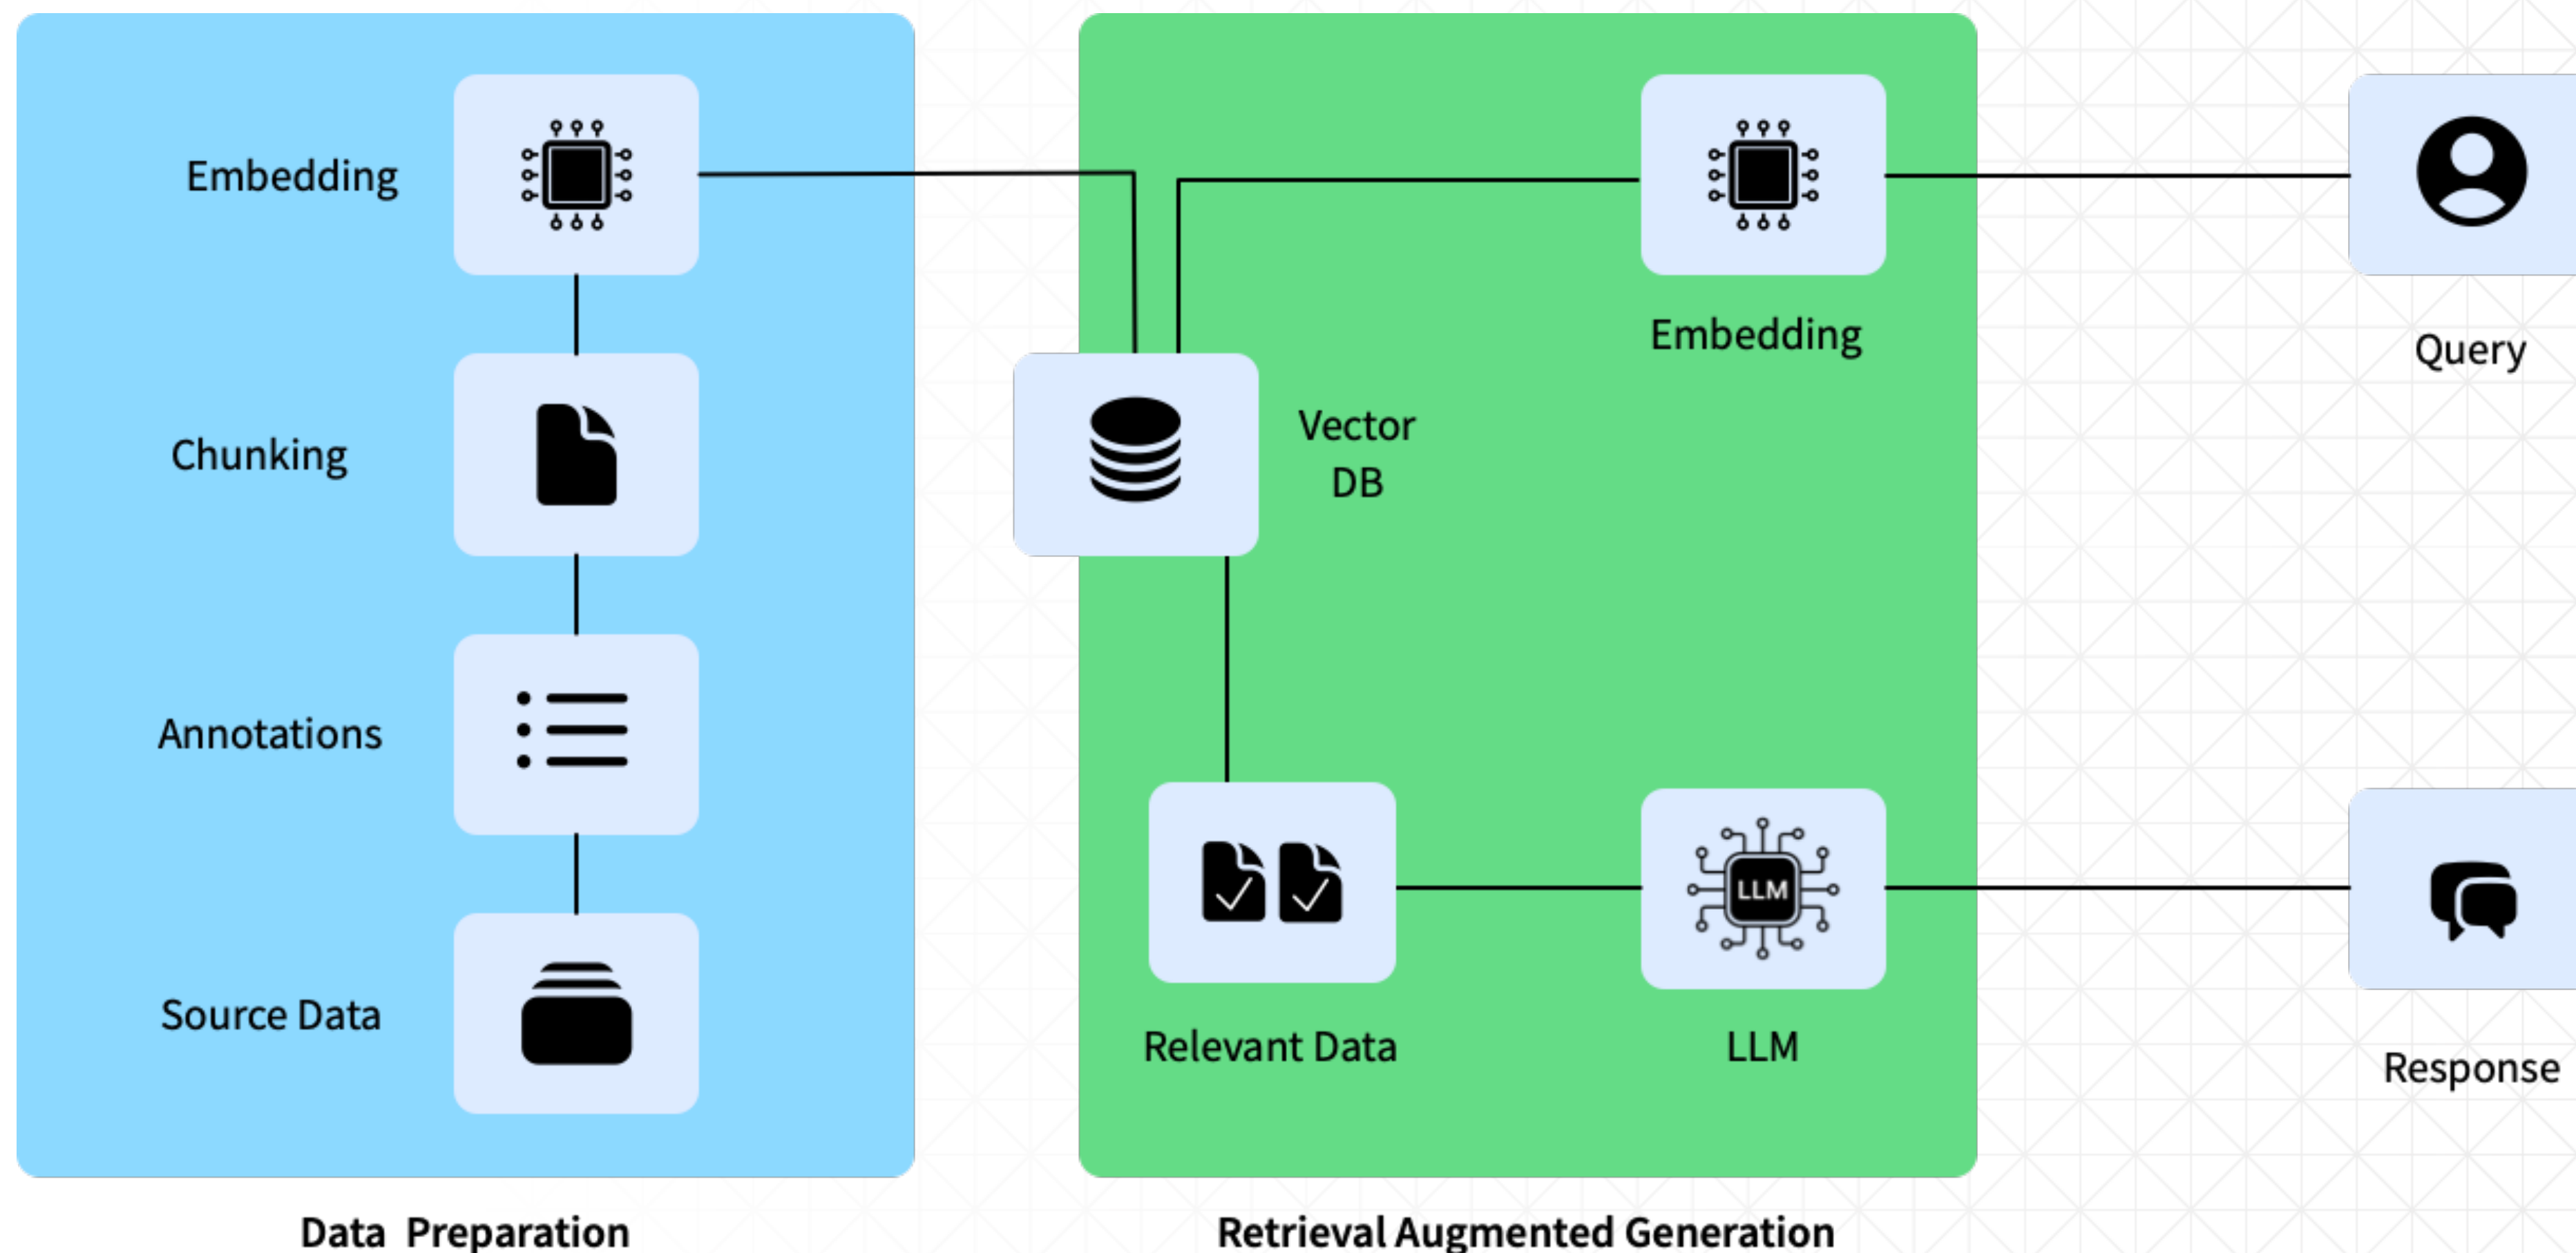 Embedding
Chunking
Annotations
Source Data
Data Preparation
Embedding
Vector
DB
Relevant Data
LLM
LLM
Retrieval Augmented Generation
Query
Response